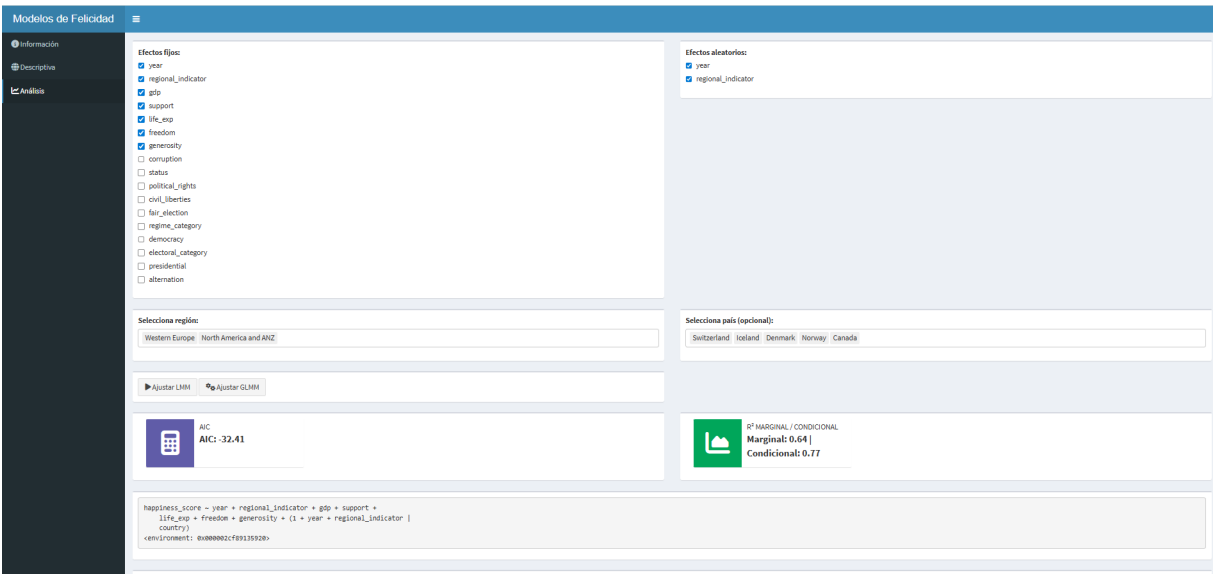 Modelos de Felicidad
Información
Descriptiva
Análisis
Efectos fijos:
year
regional_indicator
gdp
support
life_exp
freedom
generosity
corruption
status
political_rights
civil_liberties
fair_election
regime_category
democracy
electoral_category
presidential
alternation
Efectos aleatorios:
year
regional_indicator
Selecciona región:
Western Europe North America and ANZ
Selecciona país (opcional):
Switzerland Iceland Denmark Norway Canada
Ajustar LMM Ajustar GLMM
AIC
AIC: -32.41
R² MARGINAL / CONDICIONAL
Marginal: 0.64 |
Condicional: 0.77
happiness_score ~ year + regional_indicator + gdp + support +
life_exp + freedom + generosity + (1 + year + regional_indicator |
country)
<environment: 0x000002cf89135920>